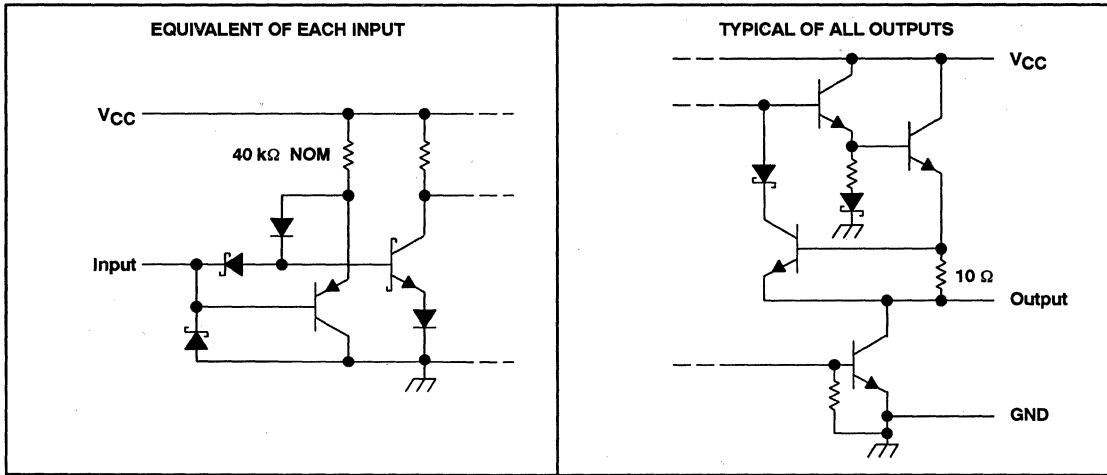 EQUIVALENT OF EACH INPUT
VCC
40 kΩ NOM
Input
TYPICAL OF ALL OUTPUTS
VCC
10 Ω
Output
GND